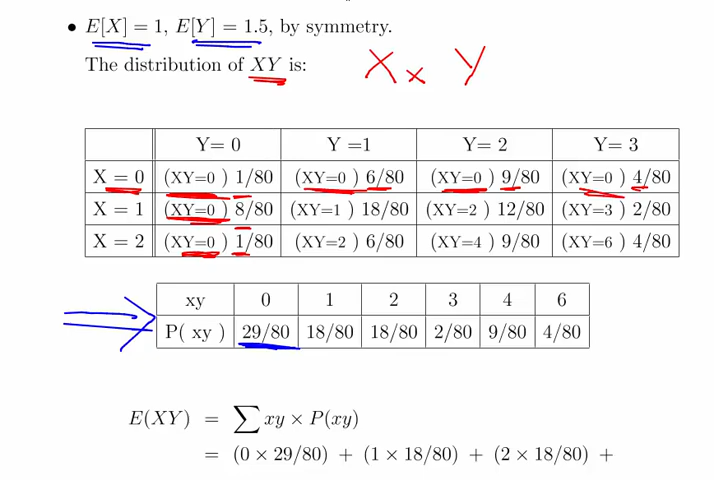 • E[X] = 1, E[Y] = 1.5, by symmetry.
The distribution of XY is: X × Y
Y= 0 Y =1 Y= 2 Y= 3
X = 0 (XY=0 ) 1/80 (XY=0 ) 6/80 (XY=0 ) 9/80 (XY=0 ) 4/80
X = 1 (XY=0 ) 8/80 (XY=1 ) 18/80 (XY=2 ) 12/80 (XY=3 ) 2/80
X = 2 (XY=0 ) 1/80 (XY=2 ) 6/80 (XY=4 ) 9/80 (XY=6 ) 4/80
xy 0 1 2 3 4 6
P( xy ) 29/80 18/80 18/80 2/80 9/80 4/80
E(XY) = ∑ xy × P(xy)
= (0 × 29/80) + (1 × 18/80) + (2 × 18/80) +